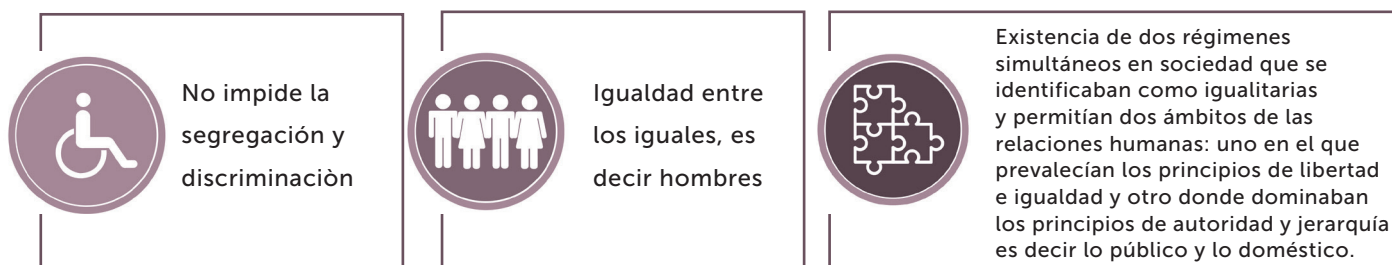 No impide la
segregación y
discriminaciòn
Igualdad entre
los iguales, es
decir hombres
Existencia de dos régimenes
simultáneos en sociedad que se
identificaban como igualitarias
y permitían dos ámbitos de las
relaciones humanas: uno en el que
prevalecían los principios de libertad
e igualdad y otro donde dominaban
los principios de autoridad y jerarquía
es decir lo público y lo doméstico.